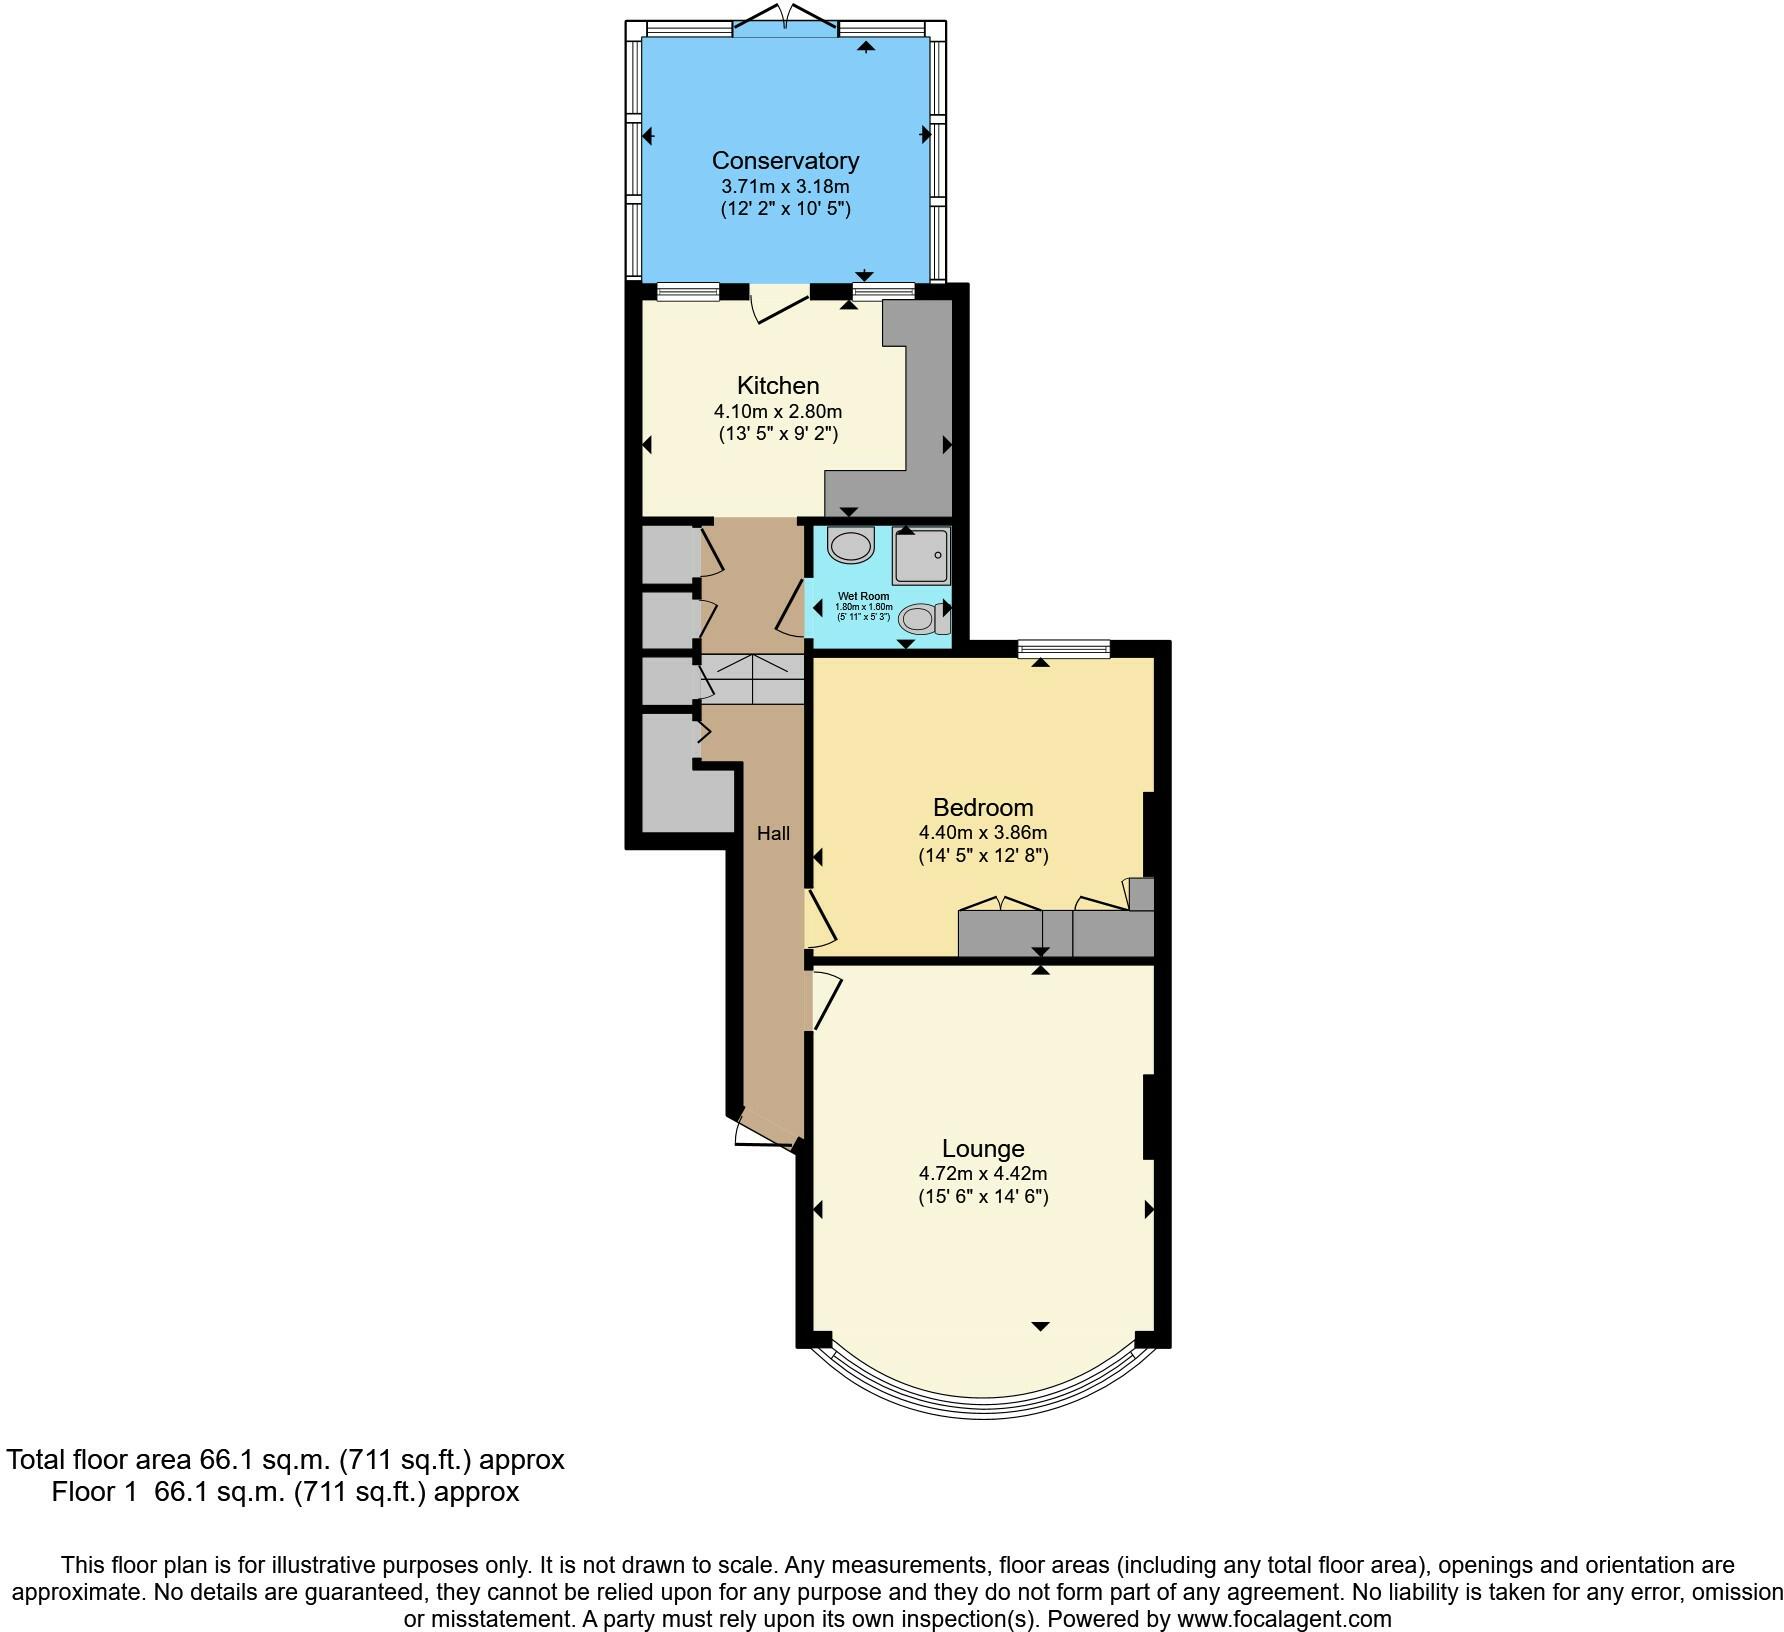 Conservatory
3.71m x 3.18m
(12' 2" x 10' 5")
Kitchen
4.10m x 2.80m
(13' 5" x 9' 2")
Wet Room
1.80m x 1.60m
(5' 11" x 5' 3")
Bedroom
4.40m x 3.86m
(14' 5" x 12' 8")
Hall
Lounge
4.72m x 4.42m
(15' 6" x 14' 6")
Total floor area 66.1 sq.m. (711 sq.ft.) approx
Floor 1 66.1 sq.m. (711 sq.ft.) approx
This floor plan is for illustrative purposes only. It is not drawn to scale. Any measurements, floor areas (including any total floor area), openings and orientation are
approximate. No details are guaranteed, they cannot be relied upon for any purpose and they do not form part of any agreement. No liability is taken for any error, omission
or misstatement. A party must rely upon its own inspection(s). Powered by www.focalagent.com